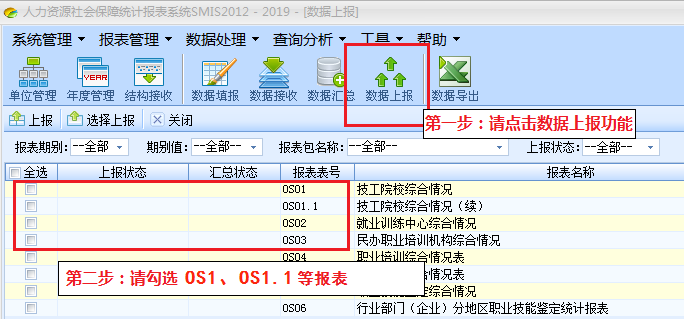 人力资源社会保障统计报表系统SMIS2012 - 2019 - [数据上报]
系统管理 报表管理 数据处理 查询分析 工具 帮助
单位管理 年度管理 结构接收 数据填报 数据接收 数据汇总 数据上报 数据导出
YEAR
第一步：请点击数据上报功能
上报 选择上报 关闭
报表期别： --全部-- 期别值： --全部-- 报表包名称： --全部-- 上报状态： --全部--
全选 上报状态 汇总状态 报表表号 报表名称
OS01 技工院校综合情况
OS01.1 技工院校综合情况（续）
OS02 就业训练中心综合情况
OS03 民办职业培训机构综合情况
OS04 职业培训综合情况表
第二步：请勾选 OS1、OS1.1 等报表
综合情况表
综合情况
OS06 行业部门（企业）分地区职业技能鉴定统计报表